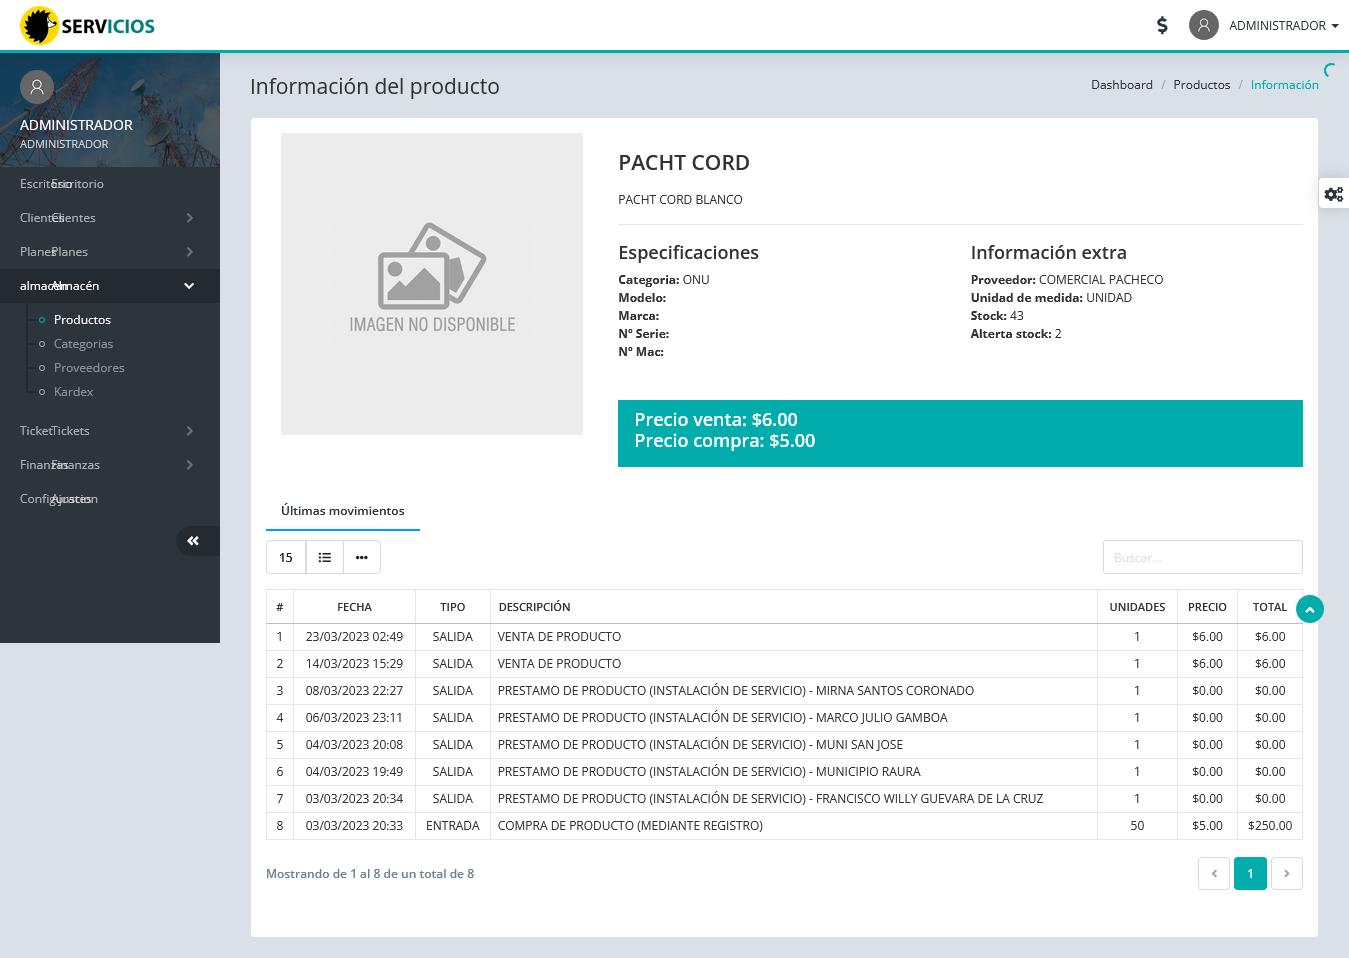 SERVICIOS
$ ADMINISTRADOR
ADMINISTRADOR
ADMINISTRADOR
Escritorio Escritorio
Clientes Clientes
Planes Planes
almacen Almacén
Productos
Categorias
Proveedores
Kardex
Ticket Tickets
Finanzas Finanzas
Ajustes
Información del producto
Dashboard / Productos / Información
IMAGEN NO DISPONIBLE
PACHT CORD
PACHT CORD BLANCO
Especificaciones
Categoria: ONU
Modelo:
Marca:
Nº Serie:
Nº Mac:
Información extra
Proveedor: COMERCIAL PACHECO
Unidad de medida: UNIDAD
Stock: 43
Alterta stock: 2
Precio venta: $6.00
Precio compra: $5.00
Últimas movimientos
15
Buscar...
# FECHA TIPO DESCRIPCIÓN UNIDADES PRECIO TOTAL
1 23/03/2023 02:49 SALIDA VENTA DE PRODUCTO 1 $6.00 $6.00
2 14/03/2023 15:29 SALIDA VENTA DE PRODUCTO 1 $6.00 $6.00
3 08/03/2023 22:27 SALIDA PRESTAMO DE PRODUCTO (INSTALACIÓN DE SERVICIO) - MIRNA SANTOS CORONADO 1 $0.00 $0.00
4 06/03/2023 23:11 SALIDA PRESTAMO DE PRODUCTO (INSTALACIÓN DE SERVICIO) - MARCO JULIO GAMBOA 1 $0.00 $0.00
5 04/03/2023 20:08 SALIDA PRESTAMO DE PRODUCTO (INSTALACIÓN DE SERVICIO) - MUNI SAN JOSE 1 $0.00 $0.00
6 04/03/2023 19:49 SALIDA PRESTAMO DE PRODUCTO (INSTALACIÓN DE SERVICIO) - MUNICIPIO RAURA 1 $0.00 $0.00
7 03/03/2023 20:34 SALIDA PRESTAMO DE PRODUCTO (INSTALACIÓN DE SERVICIO) - FRANCISCO WILLY GUEVARA DE LA CRUZ 1 $0.00 $0.00
8 03/03/2023 20:33 ENTRADA COMPRA DE PRODUCTO (MEDIANTE REGISTRO) 50 $5.00 $250.00
Mostrando de 1 al 8 de un total de 8
1